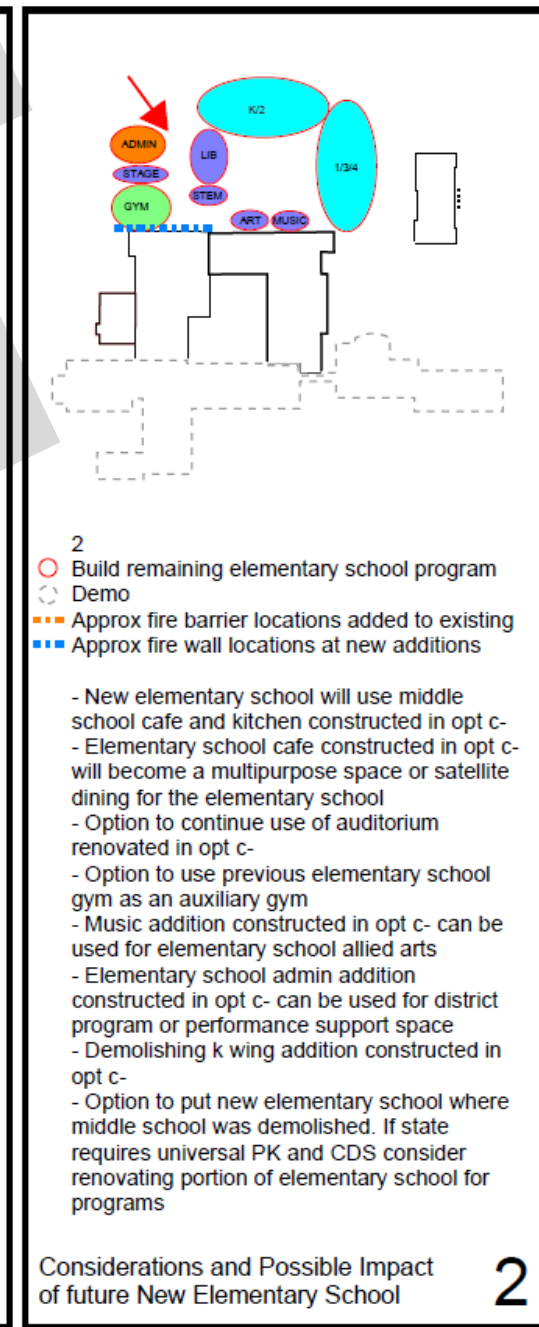 K/2
ADMIN
LIB
1/3/4
STAGE
STEM
GYM
ART
MUSIC
2
Build remaining elementary school program
Demo
Approx fire barrier locations added to existing
Approx fire wall locations at new additions
- New elementary school will use middle
school cafe and kitchen constructed in opt c-
- Elementary school cafe constructed in opt c-
will become a multipurpose space or satellite
dining for the elementary school
- Option to continue use of auditorium
renovated in opt c-
- Option to use previous elementary school
gym as an auxiliary gym
- Music addition constructed in opt c- can be
used for elementary school allied arts
- Elementary school admin addition
constructed in opt c- can be used for district
program or performance support space
- Demolishing k wing addition constructed in
opt c-
- Option to put new elementary school where
middle school was demolished. If state
requires universal PK and CDS consider
renovating portion of elementary school for
programs
Considerations and Possible Impact
of future New Elementary School
2